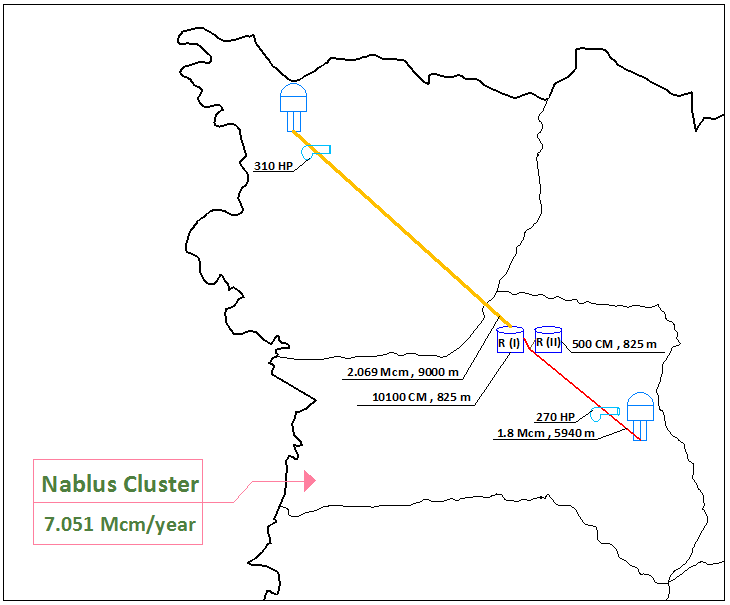 310 HP
R (I)
R (II)
500 CM , 825 m
2.069 Mcm , 9000 m
10100 CM , 825 m
270 HP
1.8 Mcm , 5940 m
Nablus Cluster
7.051 Mcm/year